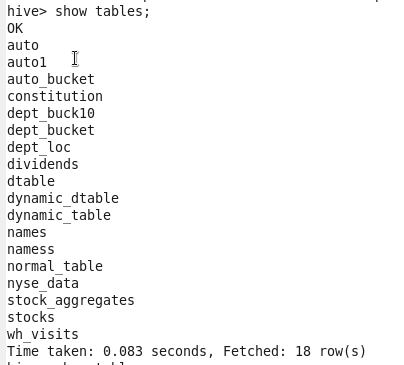 hive> show tables;
OK
auto
auto1
auto_bucket
constitution
dept_buck10
dept_bucket
dept_loc
dividends
dtable
dynamic_dtable
dynamic_table
names
namess
normal_table
nyse_data
stock_aggregates
stocks
wh_visits
Time taken: 0.083 seconds, Fetched: 18 row(s)